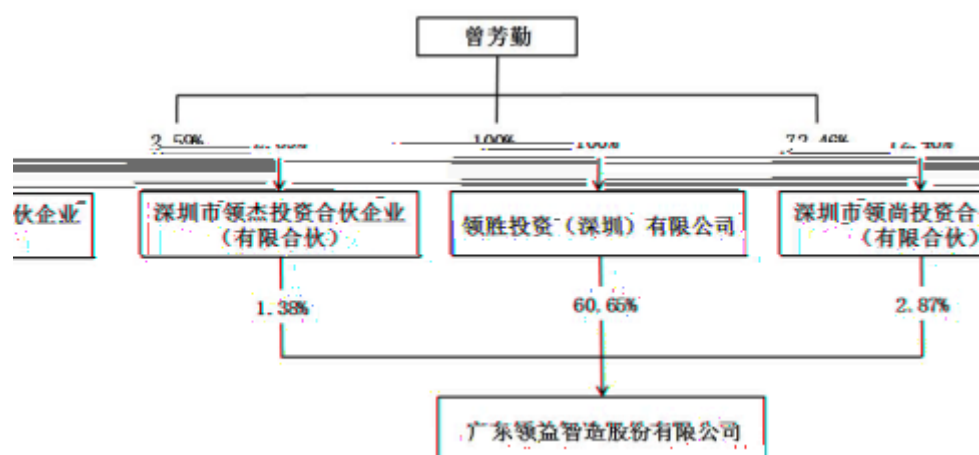 曾芳勤
2.59%
100%
100%
72.46%
伙企业
深圳市领杰投资合伙企业
（有限合伙）
领胜投资（深圳）有限公司
深圳市领尚投资合
（有限合伙）
1.38%
60.65%
2.87%
广东领益智造股份有限公司